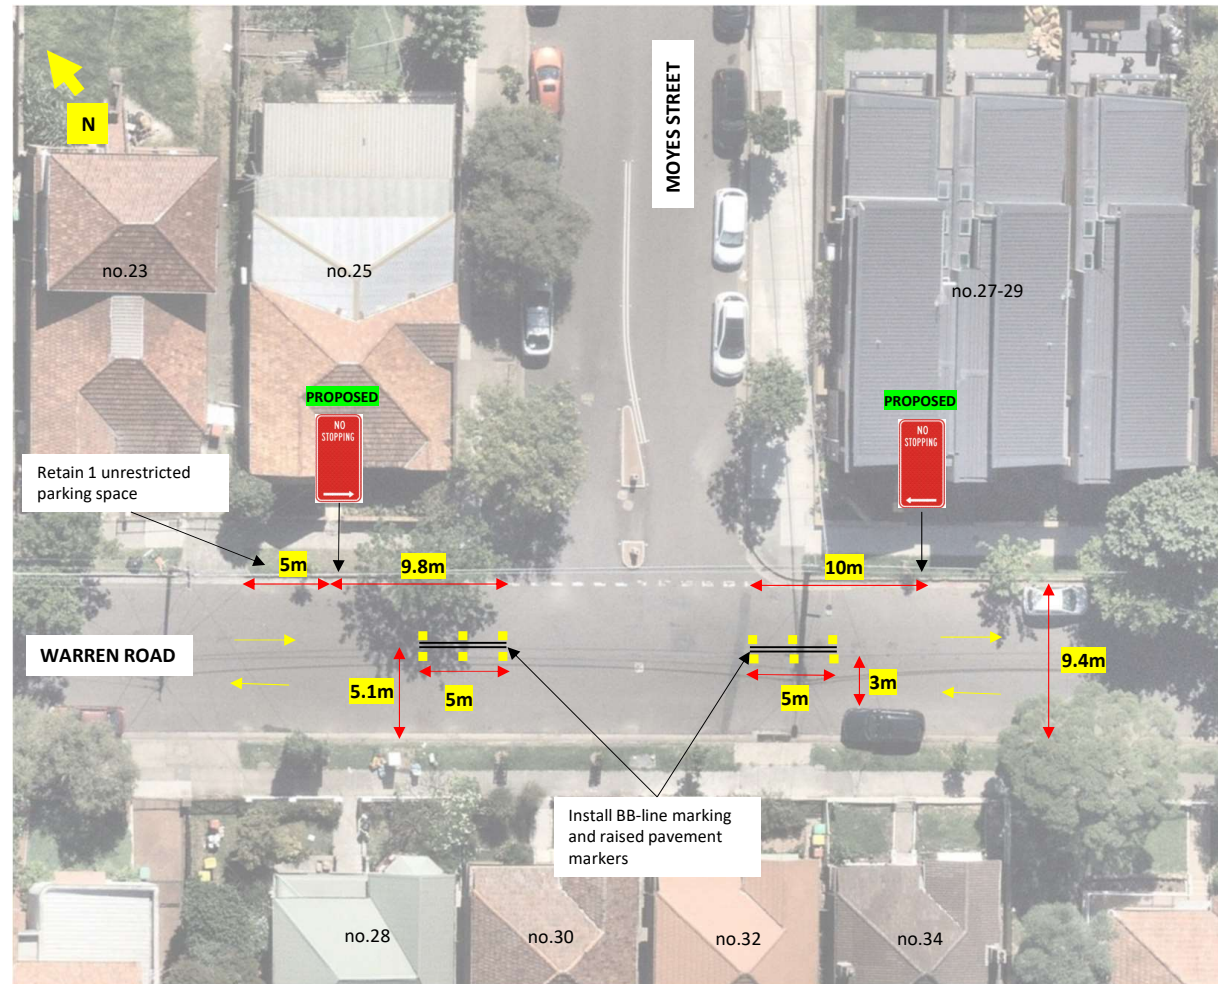 N
MOYES STREET
no.23
no.25
no.27-29
PROPOSED
NO
STOPPING
PROPOSED
NO
STOPPING
Retain 1 unrestricted
parking space
5m
9.8m
10m
WARREN ROAD
5.1m
5m
5m
3m
9.4m
Install BB-line marking
and raised pavement
markers
no.28
no.30
no.32
no.34